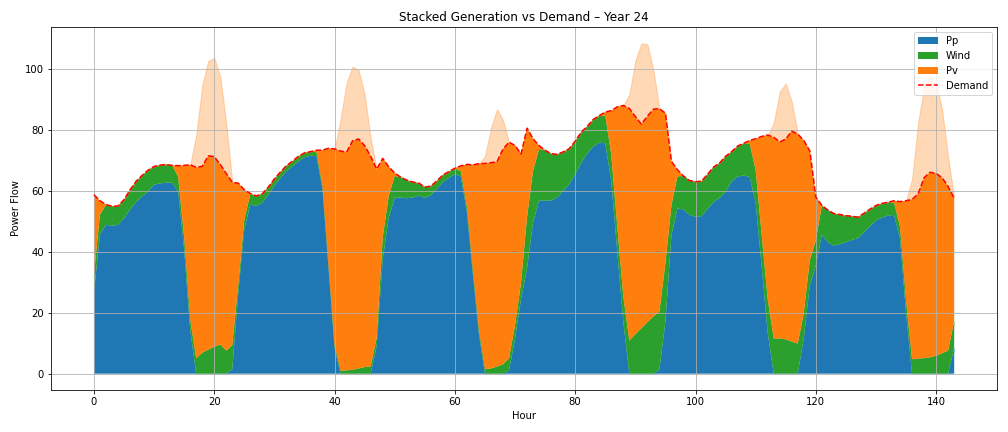 Stacked Generation vs Demand – Year 24
Power Flow
100
80
60
40
20
0
0 20 40 60 80 100 120 140
Hour
Pp
Wind
Pv
Demand